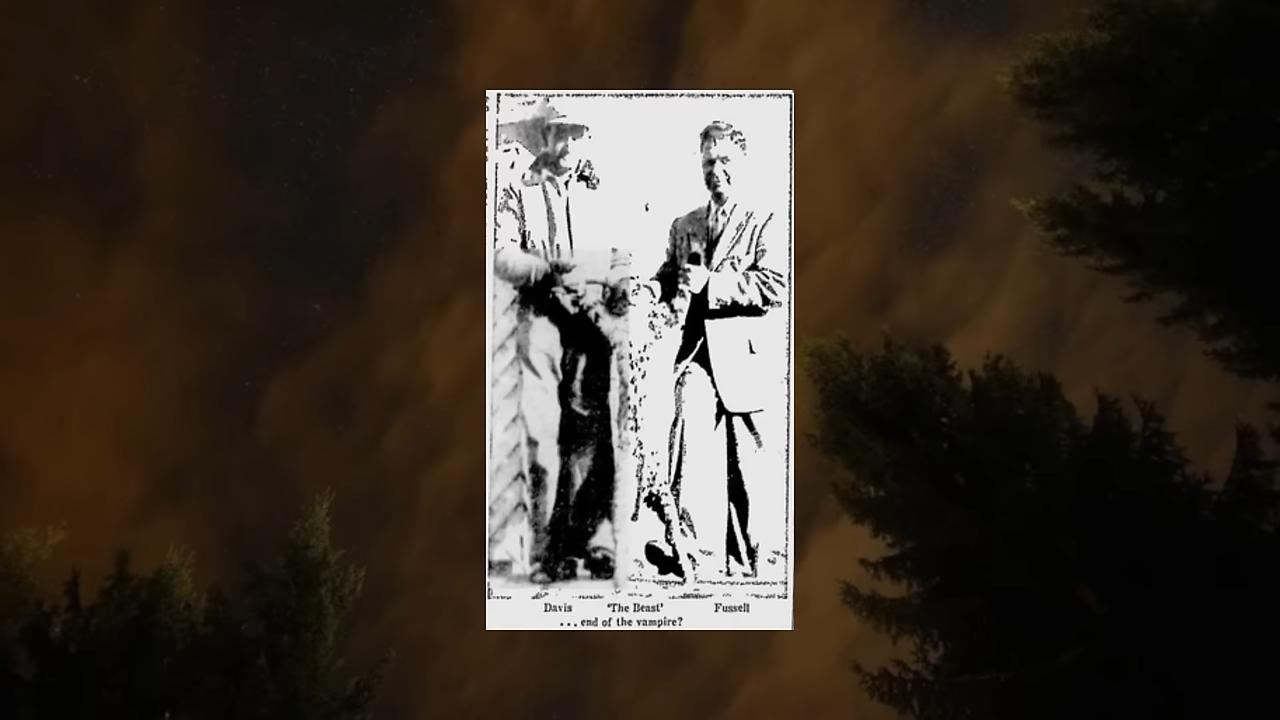 Davis 'The Beast' Fussell
...end of the vampire?